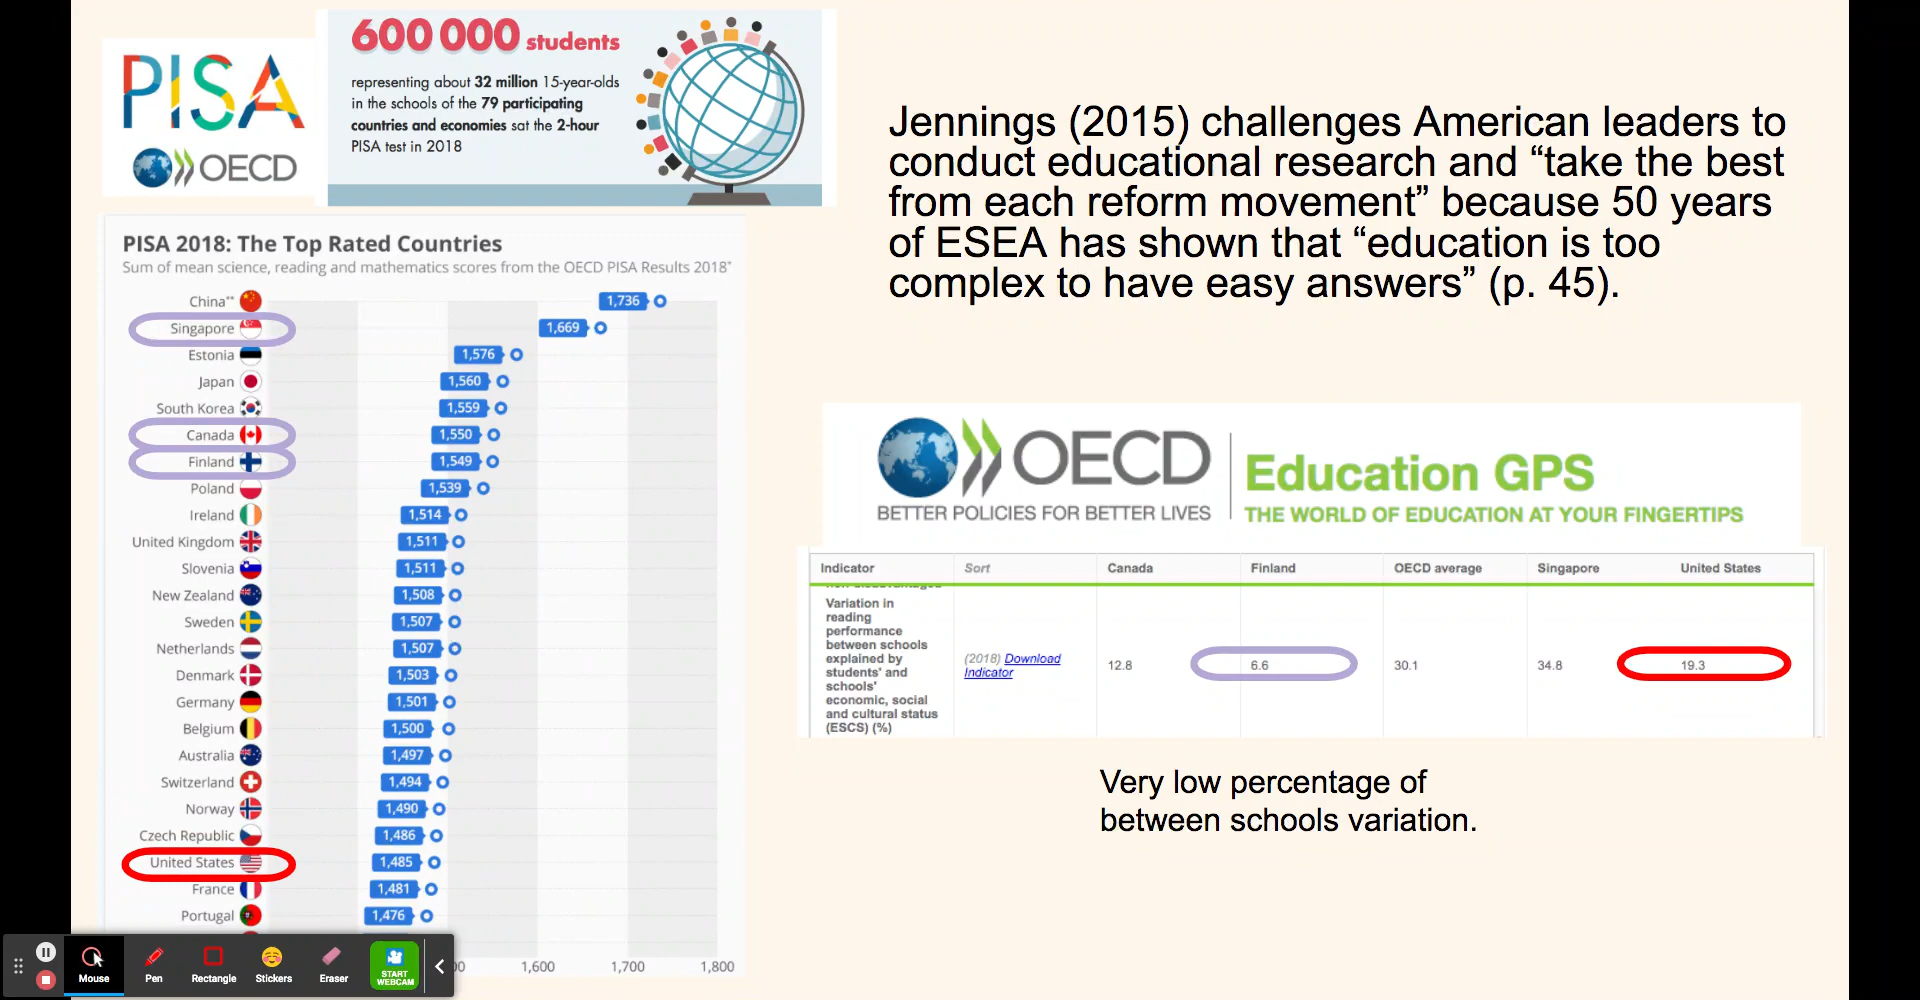 PISA
OECD
600 000 students
representing about 32 million 15-year-olds
in the schools of the 79 participating
countries and economies sat the 2-hour
PISA test in 2018
Jennings (2015) challenges American leaders to
conduct educational research and “take the best
from each reform movement” because 50 years
of ESEA has shown that “education is too
complex to have easy answers” (p. 45).
PISA 2018: The Top Rated Countries
Sum of mean science, reading and mathematics scores from the OECD PISA Results 2018*
China** 1,736
Singapore 1,669
Estonia 1,576
Japan 1,560
South Korea 1,559
Canada 1,550
Finland 1,549
Poland 1,539
Ireland 1,514
United Kingdom 1,511
Slovenia 1,511
New Zealand 1,508
Sweden 1,507
Netherlands 1,507
Denmark 1,503
Germany 1,501
Belgium 1,500
Australia 1,497
Switzerland 1,494
Norway 1,490
Czech Republic 1,486
United States 1,485
France 1,481
Portugal 1,476
1,600 1,700 1,800
OECD
BETTER POLICIES FOR BETTER LIVES
Education GPS
THE WORLD OF EDUCATION AT YOUR FINGERTIPS
Indicator Sort Canada Finland OECD average Singapore United States
Variation in
reading
performance
between schools
explained by
students' and
schools'
economic, social
and cultural status
(ESCS) (%)
(2018) Download
Indicator
12.8 6.6 30.1 34.8 19.3
Very low percentage of
between schools variation.
Mouse Pen Rectangle Stickers Eraser
START
WEBCAM